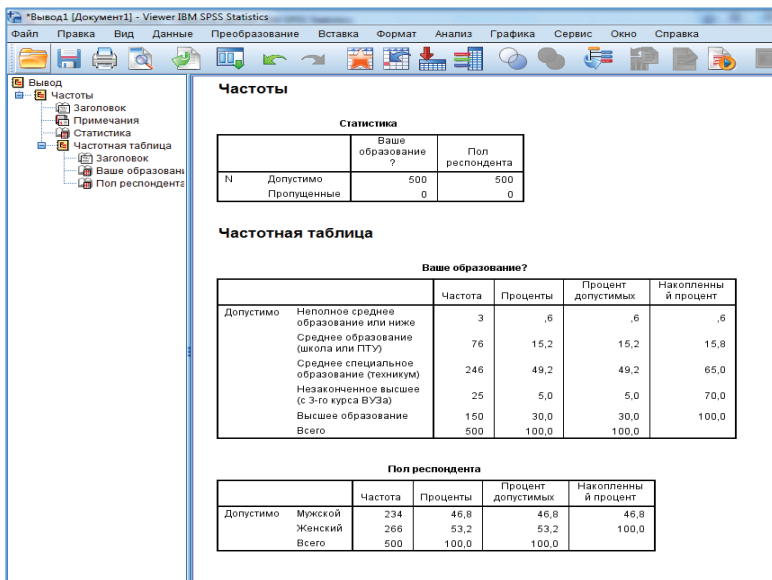 *Вывод1 [Документ1] - Viewer IBM SPSS Statistics
Файл Правка Вид Данные Преобразование Вставка Формат Анализ Графика Сервис Окно Справка
Вывод
Частоты
Заголовок
Примечания
Статистика
Частотная таблица
Заголовок
Ваше образовани
Пол респондента
Частоты
Статистика
Ваше
образование
?
Пол
респондента
N Допустимо 500 500
Пропущенные 0 0
Частотная таблица
Ваше образование?
Частота Проценты Процент
допустимых Накопленны
й процент
Допустимо Неполное среднее
образование или ниже 3 ,6 ,6 ,6
Среднее образование
(школа или ПТУ) 76 15,2 15,2 15,8
Среднее специальное
образование (техникум) 246 49,2 49,2 65,0
Незаконченное высшее
(с 3-го курса ВУЗа) 25 5,0 5,0 70,0
Высшее образование 150 30,0 30,0 100,0
Всего 500 100,0 100,0
Пол респондента
Частота Проценты Процент
допустимых Накопленны
й процент
Допустимо Мужской 234 46,8 46,8 46,8
Женский 266 53,2 53,2 100,0
Всего 500 100,0 100,0